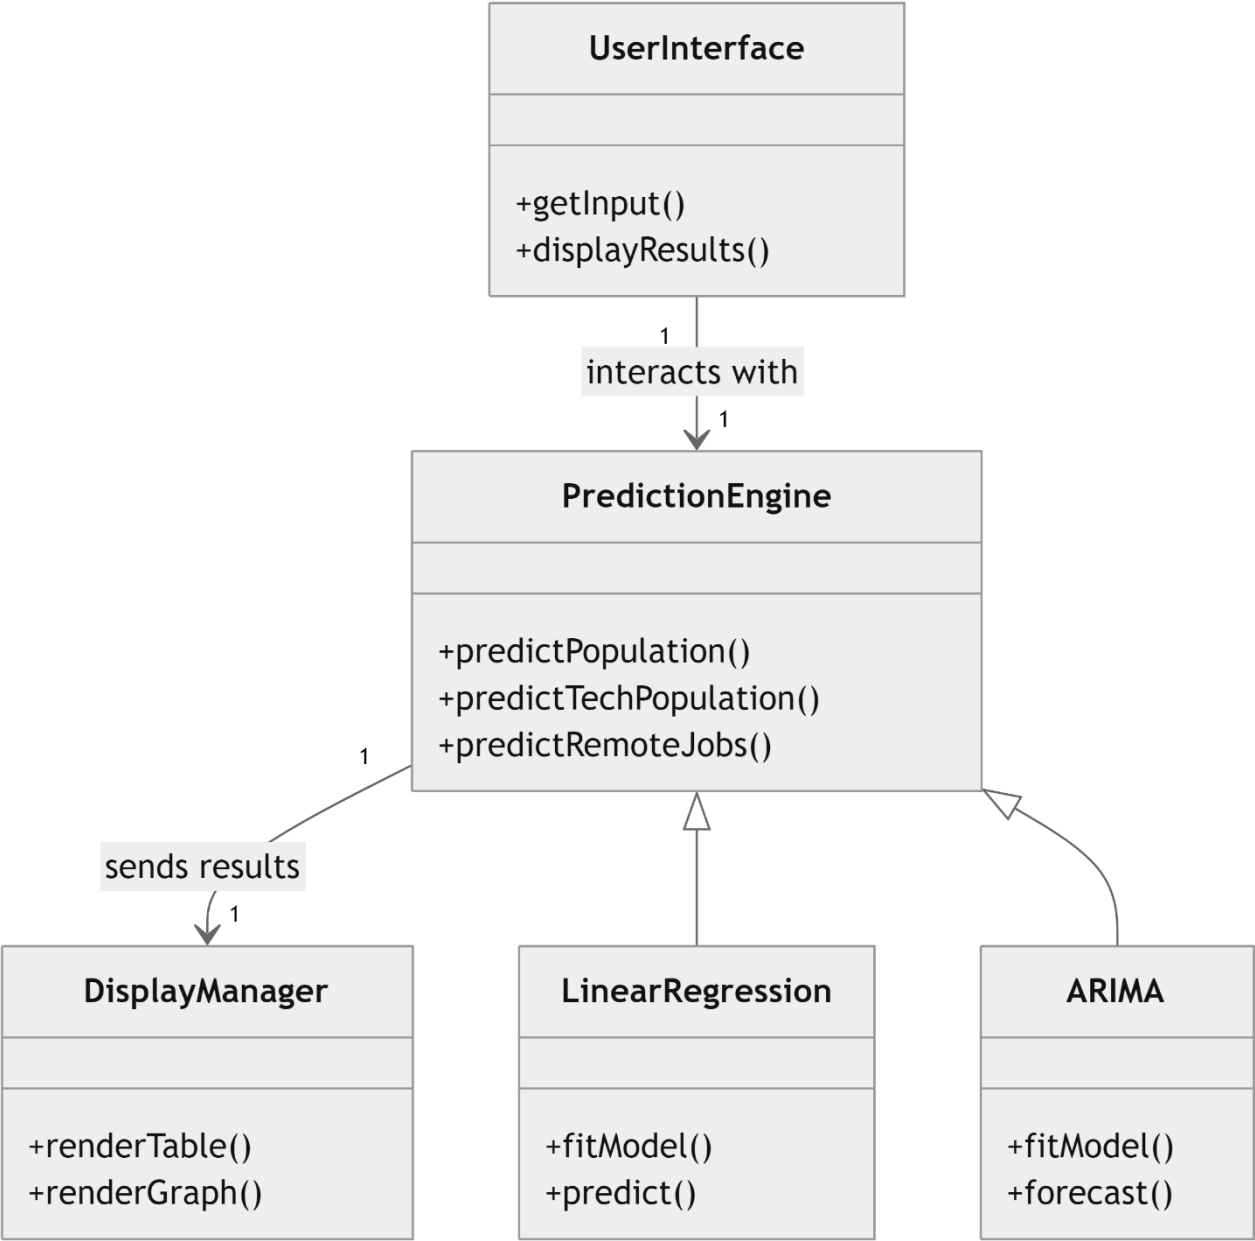 UserInterface
+getInput()
+displayResults()
1
interacts with
1
PredictionEngine
+predictPopulation()
+predictTechPopulation()
+predictRemoteJobs()
1
sends results
1
DisplayManager
+renderTable()
+renderGraph()
LinearRegression
+fitModel()
+predict()
ARIMA
+fitModel()
+forecast()